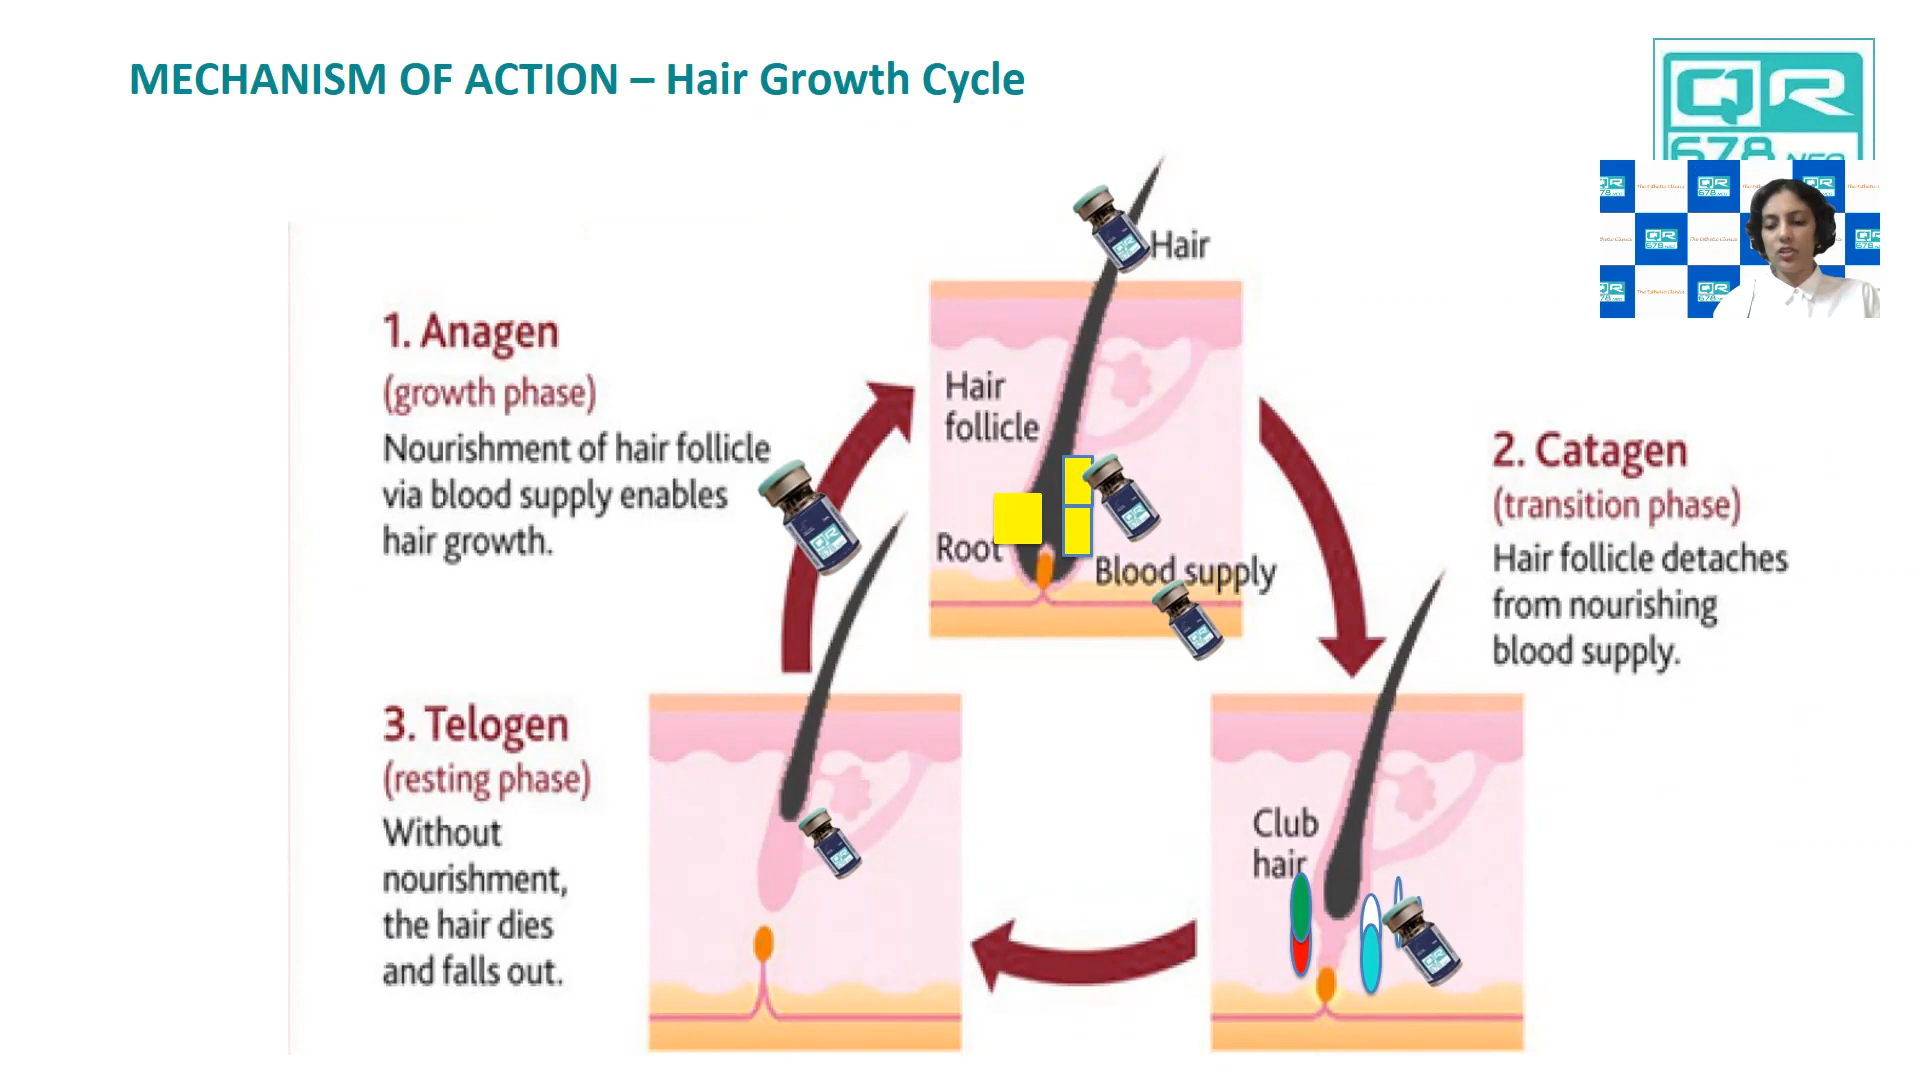 MECHANISM OF ACTION – Hair Growth Cycle
QR
678
Hair
1. Anagen
(growth phase)
Nourishment of hair follicle
via blood supply enables
hair growth.
Hair
follicle
Root
Blood supply
2. Catagen
(transition phase)
Hair follicle detaches
from nourishing
blood supply.
3. Telogen
(resting phase)
Without
nourishment,
the hair dies
and falls out.
Club
hair